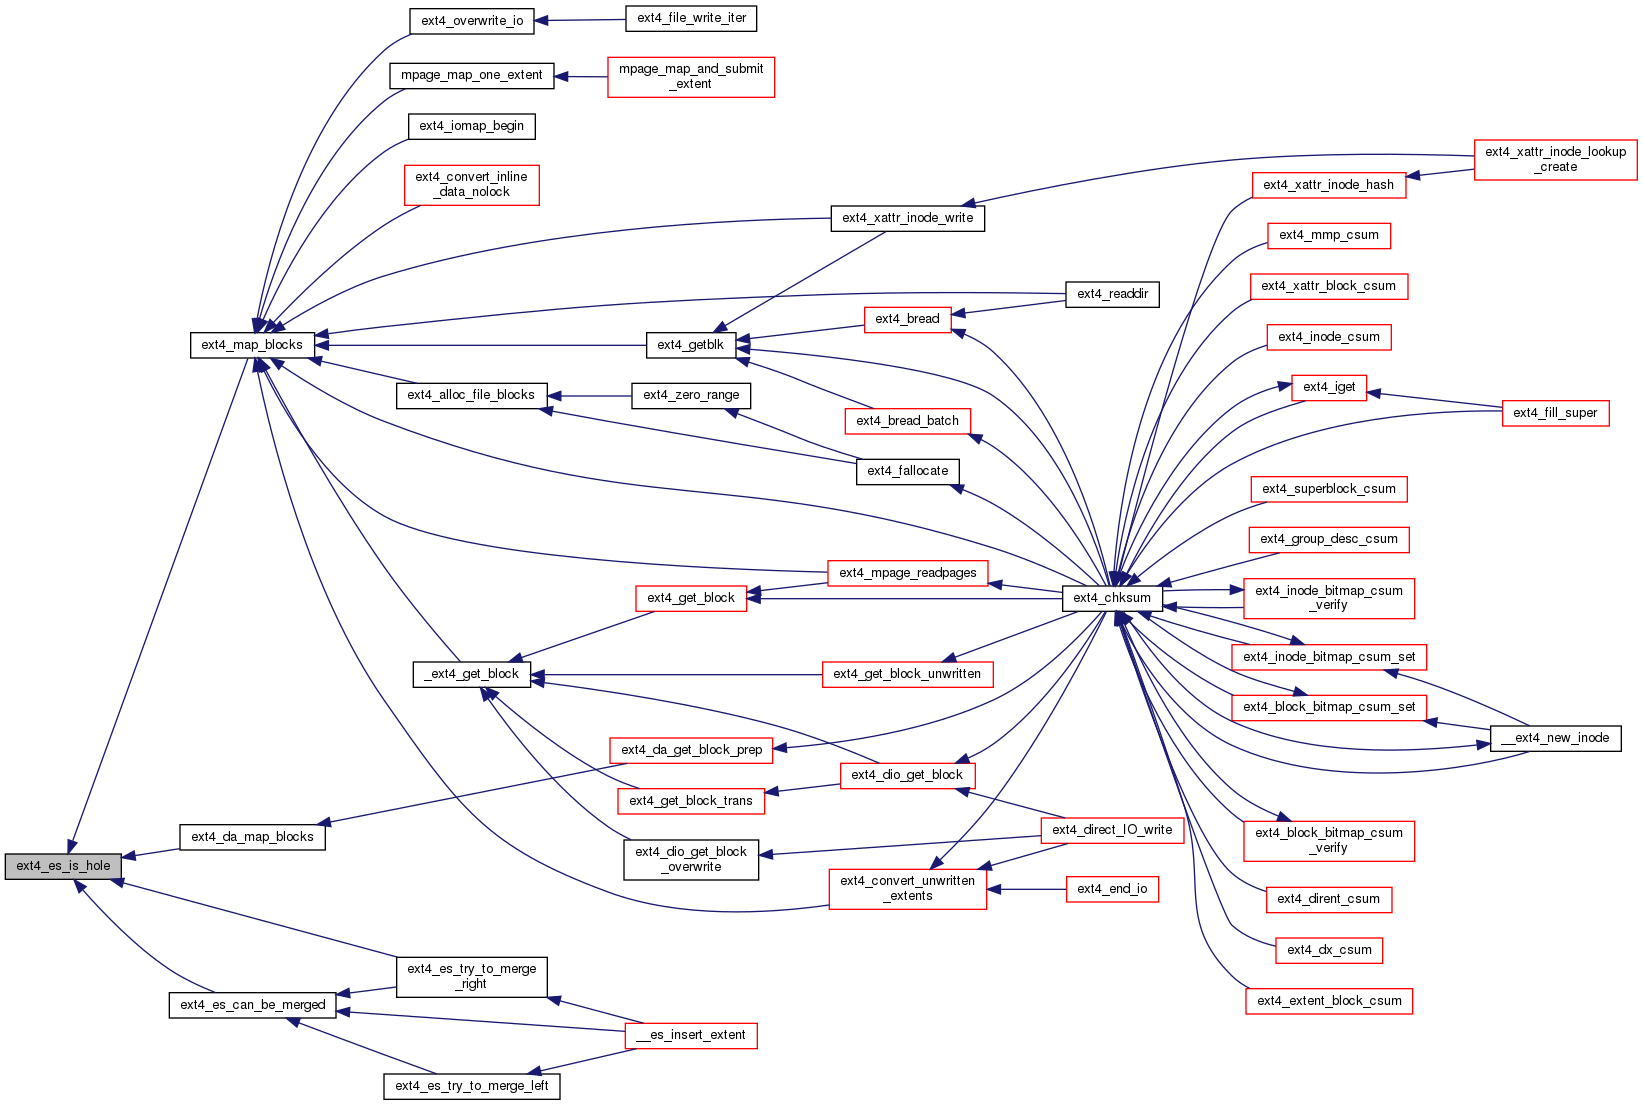 ext4_overwrite_io
ext4_file_write_iter
mpage_map_one_extent
mpage_map_and_submit
_extent
ext4_iomap_begin
ext4_convert_inline
_data_nolock
ext4_xattr_inode_lookup
_create
ext4_xattr_inode_hash
ext4_xattr_inode_write
ext4_mmp_csum
ext4_xattr_block_csum
ext4_readdir
ext4_bread
ext4_inode_csum
ext4_map_blocks
ext4_getblk
ext4_iget
ext4_alloc_file_blocks
ext4_zero_range
ext4_fill_super
ext4_bread_batch
ext4_fallocate
ext4_superblock_csum
ext4_group_desc_csum
ext4_mpage_readpages
ext4_get_block
ext4_chksum
ext4_inode_bitmap_csum
_verify
ext4_inode_bitmap_csum_set
_ext4_get_block
ext4_get_block_unwritten
ext4_block_bitmap_csum_set
__ext4_new_inode
ext4_da_get_block_prep
ext4_dio_get_block
ext4_get_block_trans
ext4_direct_IO_write
ext4_da_map_blocks
ext4_block_bitmap_csum
_verify
ext4_dio_get_block
_overwrite
ext4_es_is_hole
ext4_convert_unwritten
_extents
ext4_end_io
ext4_dirent_csum
ext4_dx_csum
ext4_es_try_to_merge
_right
ext4_extent_block_csum
ext4_es_can_be_merged
__es_insert_extent
ext4_es_try_to_merge_left